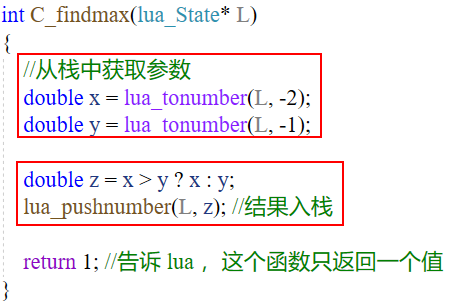 int C_findmax(lua_State* L)
{
//从栈中获取参数
double x = lua_tonumber(L, -2);
double y = lua_tonumber(L, -1);
double z = x > y ? x : y;
lua_pushnumber(L, z); //结果入栈
return 1; //告诉 lua ，这个函数只返回一个值
}